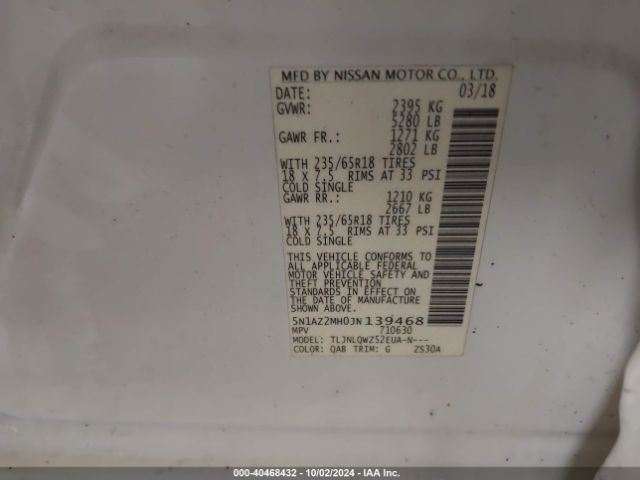 MFD BY NISSAN MOTOR CO., LTD.
DATE: 03/18
GVWR: 2395 KG
5280 LB
GAWR FR.: 1271 KG
2802 LB
WITH 235/65R18 TIRES
18 X 7.5 RIMS AT 33 PSI
COLD SINGLE
GAWR RR.: 1210 KG
2667 LB
WITH 235/65R18 TIRES
18 X 7.5 RIMS AT 33 PSI
COLD SINGLE
THIS VEHICLE CONFORMS TO
ALL APPLICABLE FEDERAL
MOTOR VEHICLE SAFETY AND
THEFT PREVENTION
STANDARDS IN EFFECT ON
THE DATE OF MANUFACTURE
SHOWN ABOVE.
5N1AZ2MH0JN139468
MPV 710630
MODEL: TLJNLQWZ52EUA-N---
COLOR: QAB TRIM: G ZS30A
000-40468432 - 10/02/2024 - IAA Inc.